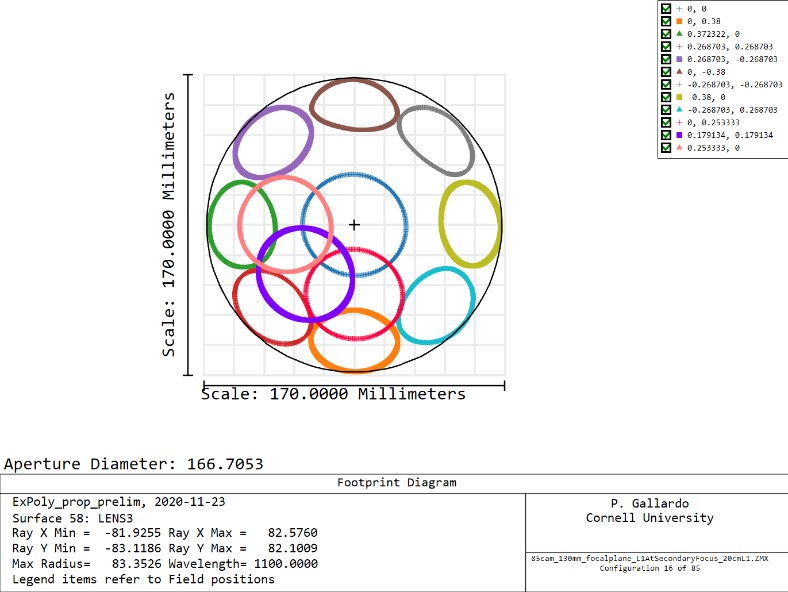 0, 0
0, 0.38
0.372322, 0
0.268703, 0.268703
0.268703, -0.268703
0, -0.38
-0.268703, -0.268703
-0.38, 0
-0.268703, 0.268703
0, 0.253333
0.179134, 0.179134
0.253333, 0
Scale: 170.0000 Millimeters
Scale: 170.0000 Millimeters
Aperture Diameter: 166.7053
Footprint Diagram
ExPoly_prop_prelim, 2020-11-23
Surface 58: LENS3
Ray X Min = -81.9255 Ray X Max = 82.5760
Ray Y Min = -83.1186 Ray Y Max = 82.1009
Max Radius= 83.3526 Wavelength= 1100.0000
Legend items refer to Field positions
P. Gallardo
Cornell University
85cam_130mm_focalplane_L1AtSecondaryFocus_20cmL1.ZMX
Configuration 16 of 85